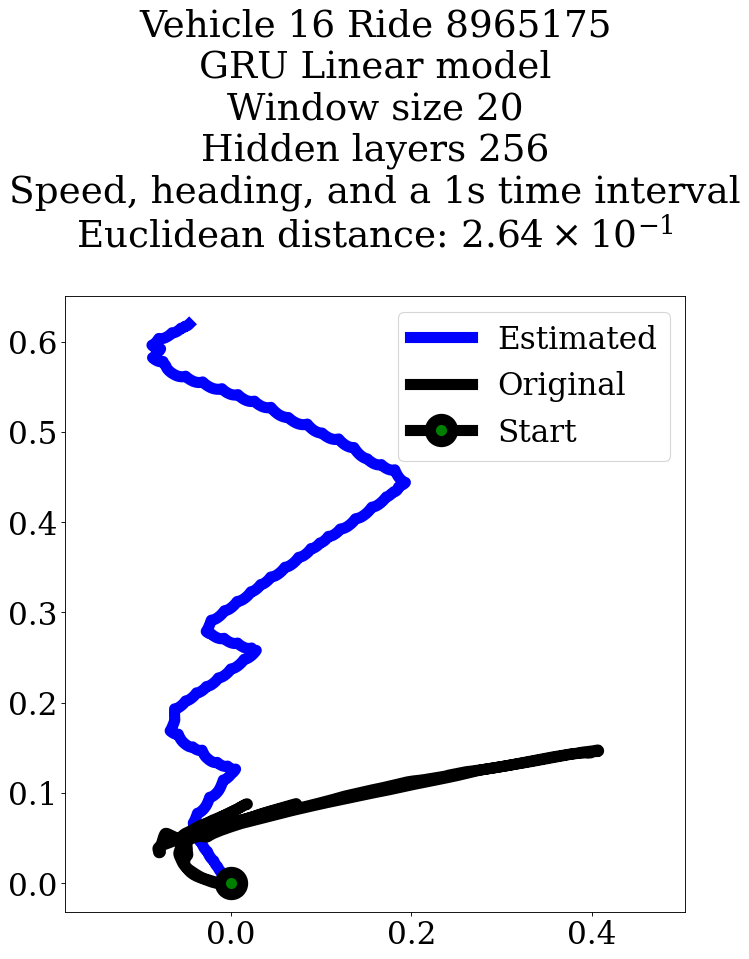 Vehicle 16 Ride 8965175
GRU Linear model
Window size 20
Hidden layers 256
Speed, heading, and a 1s time interval
Euclidean distance: 2.64 × 10⁻¹
Estimated
Original
Start
0.6
0.5
0.4
0.3
0.2
0.1
0.0
0.0 0.2 0.4